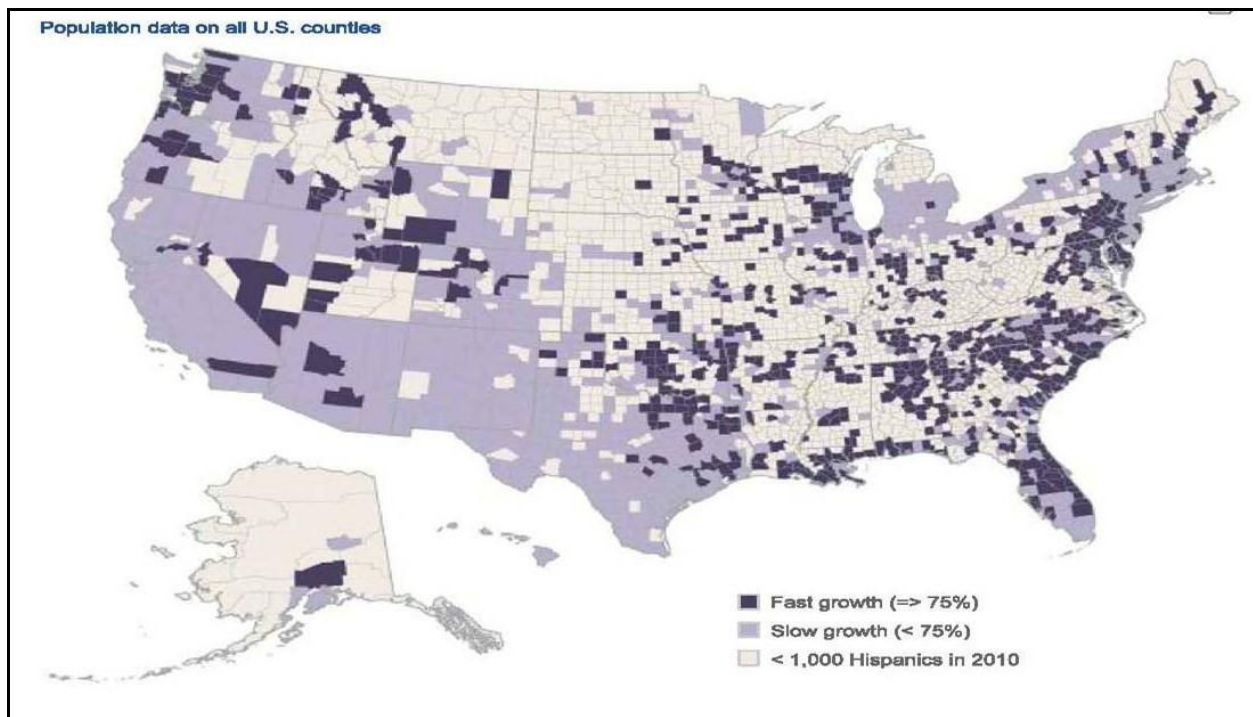 Population data on all U.S. counties
Fast growth (=> 75%)
Slow growth (< 75%)
< 1,000 Hispanics in 2010